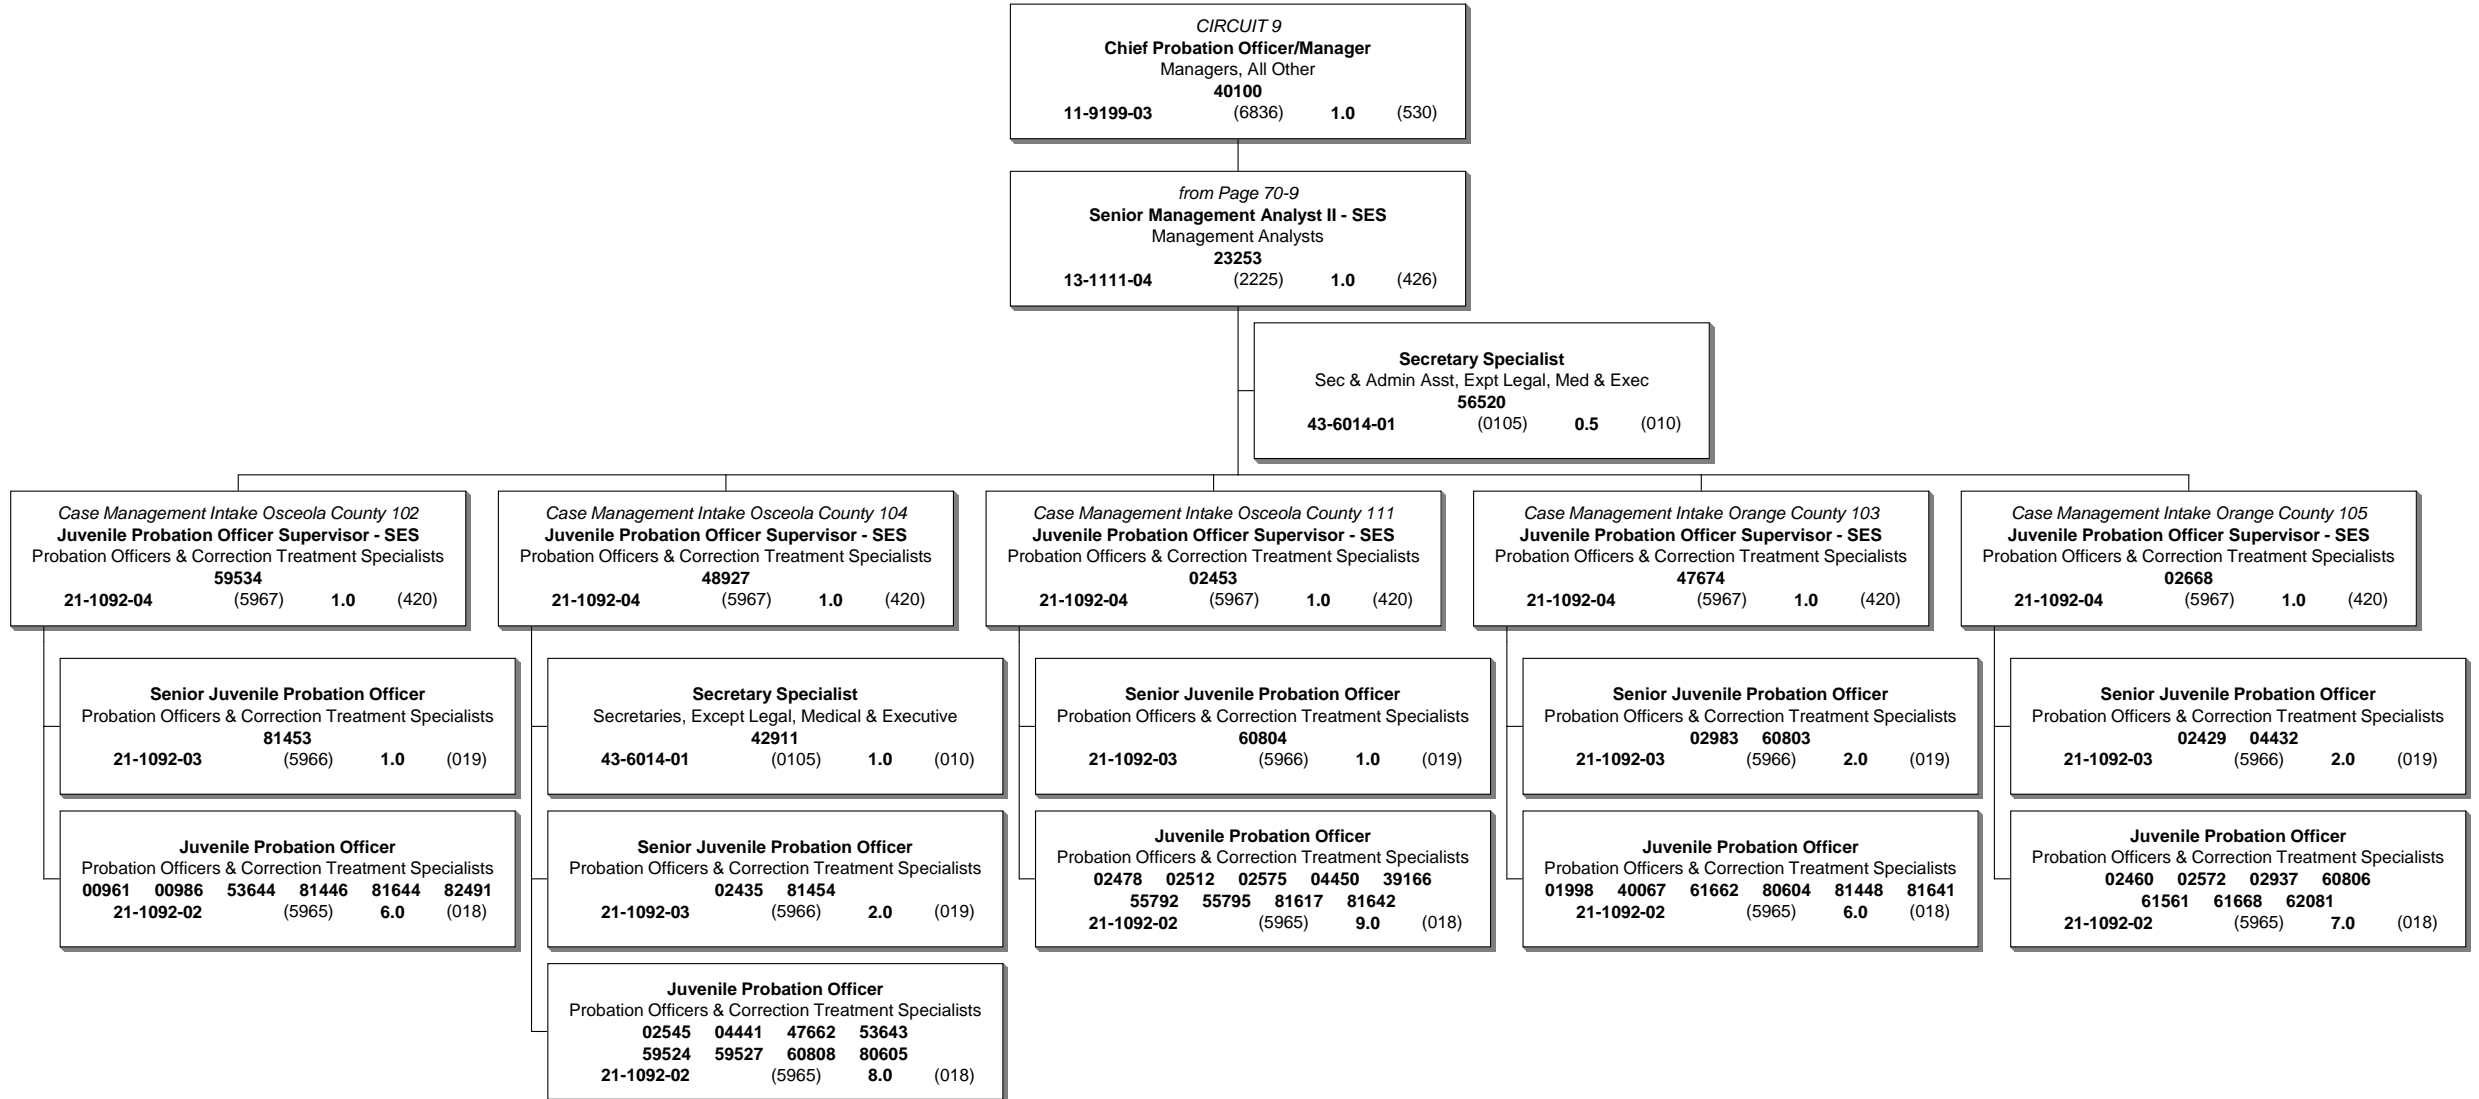 CIRCUIT 9
Chief Probation Officer/Manager
Managers, All Other
40100
11-9199-03 (6836) 1.0 (530)
from Page 70-9
Senior Management Analyst II - SES
Management Analysts
23253
13-1111-04 (2225) 1.0 (426)
Secretary Specialist
Sec & Admin Asst, Expt Legal, Med & Exec
56520
43-6014-01 (0105) 0.5 (010)
Case Management Intake Osceola County 102
Juvenile Probation Officer Supervisor - SES
Probation Officers & Correction Treatment Specialists
59534
21-1092-04 (5967) 1.0 (420)
Senior Juvenile Probation Officer
Probation Officers & Correction Treatment Specialists
81453
21-1092-03 (5966) 1.0 (019)
Juvenile Probation Officer
Probation Officers & Correction Treatment Specialists
00961 00986 53644 81446 81644 82491
21-1092-02 (5965) 6.0 (018)
Case Management Intake Osceola County 104
Juvenile Probation Officer Supervisor - SES
Probation Officers & Correction Treatment Specialists
48927
21-1092-04 (5967) 1.0 (420)
Secretary Specialist
Secretaries, Except Legal, Medical & Executive
42911
43-6014-01 (0105) 1.0 (010)
Senior Juvenile Probation Officer
Probation Officers & Correction Treatment Specialists
02435 81454
21-1092-03 (5966) 2.0 (019)
Juvenile Probation Officer
Probation Officers & Correction Treatment Specialists
02545 04441 47662 53643
59524 59527 60808 80605
21-1092-02 (5965) 8.0 (018)
Case Management Intake Osceola County 111
Juvenile Probation Officer Supervisor - SES
Probation Officers & Correction Treatment Specialists
02453
21-1092-04 (5967) 1.0 (420)
Senior Juvenile Probation Officer
Probation Officers & Correction Treatment Specialists
60804
21-1092-03 (5966) 1.0 (019)
Juvenile Probation Officer
Probation Officers & Correction Treatment Specialists
02478 02512 02575 04450 39166
55792 55795 81617 81642
21-1092-02 (5965) 9.0 (018)
Case Management Intake Orange County 103
Juvenile Probation Officer Supervisor - SES
Probation Officers & Correction Treatment Specialists
47674
21-1092-04 (5967) 1.0 (420)
Senior Juvenile Probation Officer
Probation Officers & Correction Treatment Specialists
02983 60803
21-1092-03 (5966) 2.0 (019)
Juvenile Probation Officer
Probation Officers & Correction Treatment Specialists
01998 40067 61662 80604 81448 81641
21-1092-02 (5965) 6.0 (018)
Case Management Intake Orange County 105
Juvenile Probation Officer Supervisor - SES
Probation Officers & Correction Treatment Specialists
02668
21-1092-04 (5967) 1.0 (420)
Senior Juvenile Probation Officer
Probation Officers & Correction Treatment Specialists
02429 04432
21-1092-03 (5966) 2.0 (019)
Juvenile Probation Officer
Probation Officers & Correction Treatment Specialists
02460 02572 02937 60806
61561 61668 62081
21-1092-02 (5965) 7.0 (018)